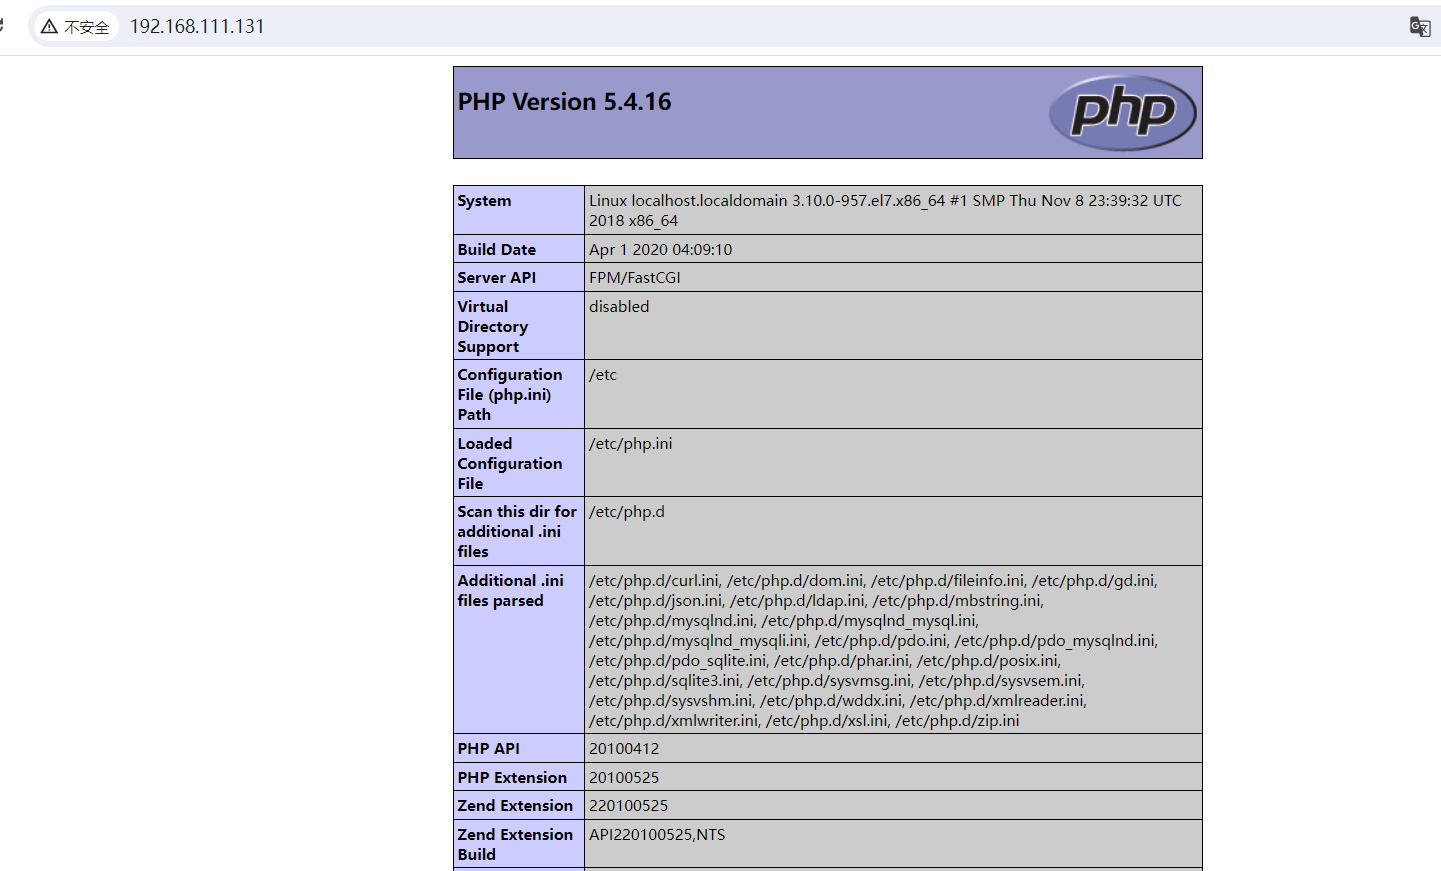 不安全 192.168.111.131
PHP Version 5.4.16
php
System
Linux localhost.localdomain 3.10.0-957.el7.x86_64 #1 SMP Thu Nov 8 23:39:32 UTC
2018 x86_64
Build Date
Apr 1 2020 04:09:10
Server API
FPM/FastCGI
Virtual
Directory
Support
disabled
Configuration
File (php.ini)
Path
/etc
Loaded
Configuration
File
/etc/php.ini
Scan this dir for
additional .ini
files
/etc/php.d
Additional .ini
files parsed
/etc/php.d/curl.ini, /etc/php.d/dom.ini, /etc/php.d/fileinfo.ini, /etc/php.d/gd.ini,
/etc/php.d/json.ini, /etc/php.d/ldap.ini, /etc/php.d/mbstring.ini,
/etc/php.d/mysqlnd.ini, /etc/php.d/mysqlnd_mysql.ini,
/etc/php.d/mysqlnd_mysqli.ini, /etc/php.d/pdo.ini, /etc/php.d/pdo_mysqlnd.ini,
/etc/php.d/pdo_sqlite.ini, /etc/php.d/phar.ini, /etc/php.d/posix.ini,
/etc/php.d/sqlite3.ini, /etc/php.d/sysvmsg.ini, /etc/php.d/sysvsem.ini,
/etc/php.d/sysvshm.ini, /etc/php.d/wddx.ini, /etc/php.d/xmlreader.ini,
/etc/php.d/xmlwriter.ini, /etc/php.d/xsl.ini, /etc/php.d/zip.ini
PHP API
20100412
PHP Extension
20100525
Zend Extension
220100525
Zend Extension
Build
API220100525,NTS